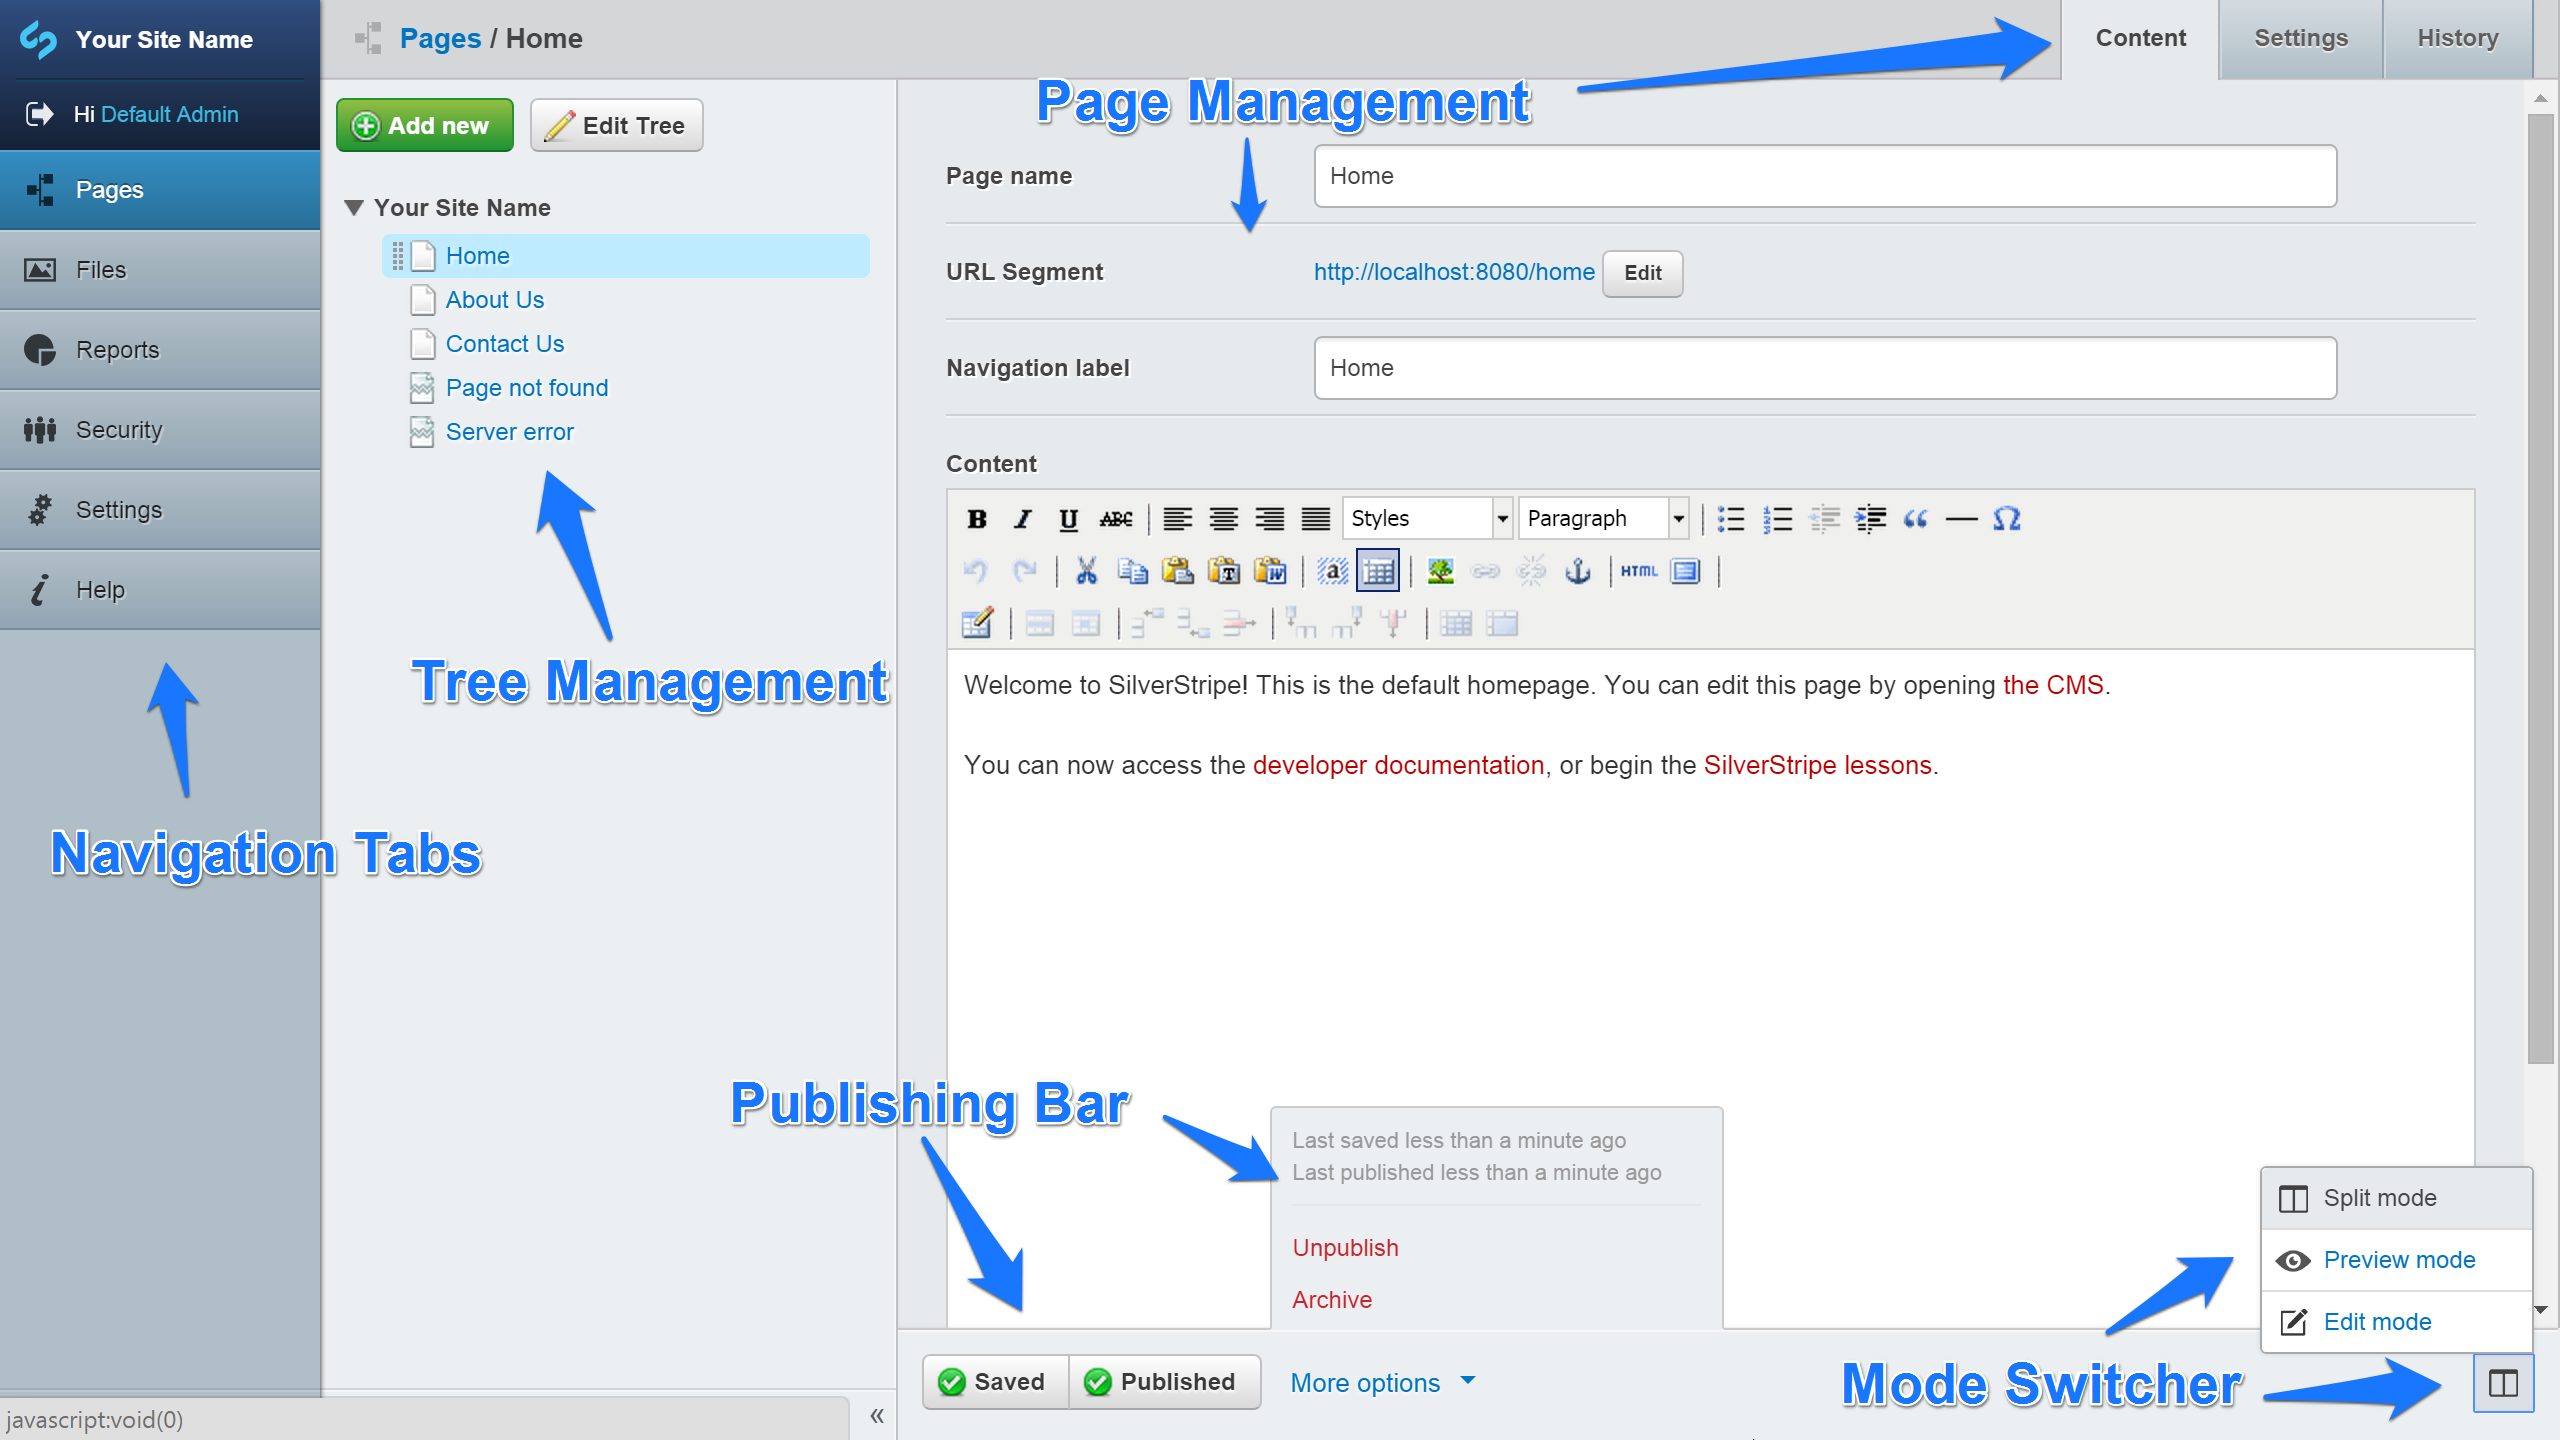 Your Site Name
Hi Default Admin
Pages
Files
Reports
Security
Settings
Help
Navigation Tabs
javascript:void(0)
«
Pages / Home
Add new
Edit Tree
Your Site Name
Home
About Us
Contact Us
Page not found
Server error
Tree Management
Content
Settings
History
Page Management
Page name
Home
URL Segment
http://localhost:8080/home
Edit
Navigation label
Home
Content
B I U ABC Styles Paragraph “ — Ω
HTML
Welcome to SilverStripe! This is the default homepage. You can edit this page by opening the CMS.
You can now access the developer documentation, or begin the SilverStripe lessons.
Publishing Bar
Last saved less than a minute ago
Last published less than a minute ago
Unpublish
Archive
Saved
Published
More options
Split mode
Preview mode
Edit mode
Mode Switcher